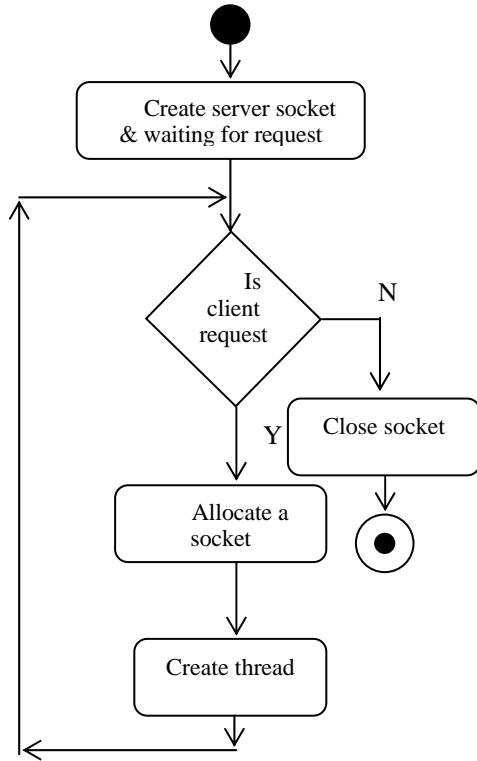 Create server socket
& waiting for request
Is
client
request
N
Y
Close socket
Allocate a
socket
Create thread